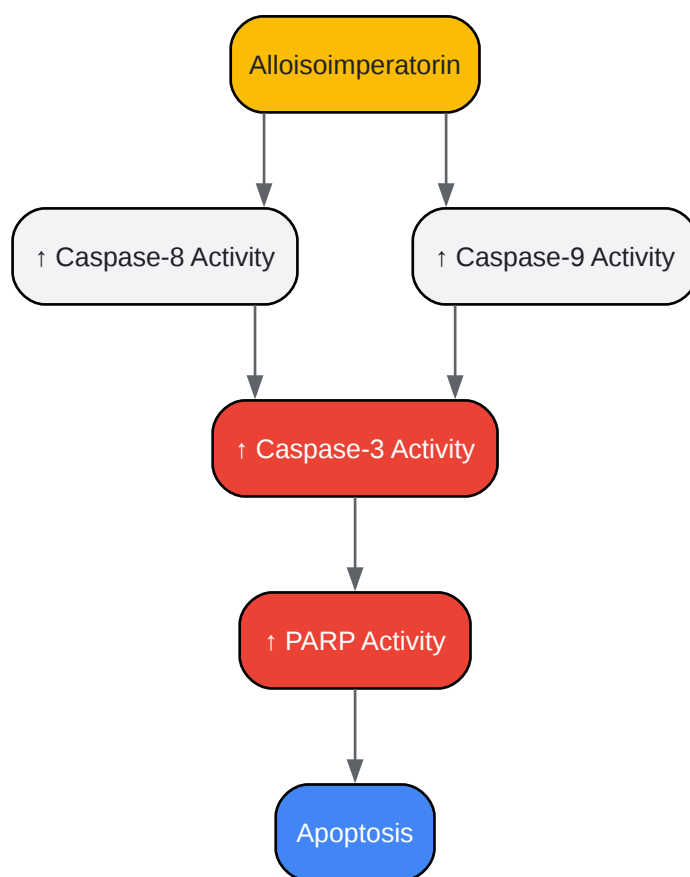 Alloisoimperatorin
↑ Caspase-8 Activity
↑ Caspase-9 Activity
↑ Caspase-3 Activity
↑ PARP Activity
Apoptosis